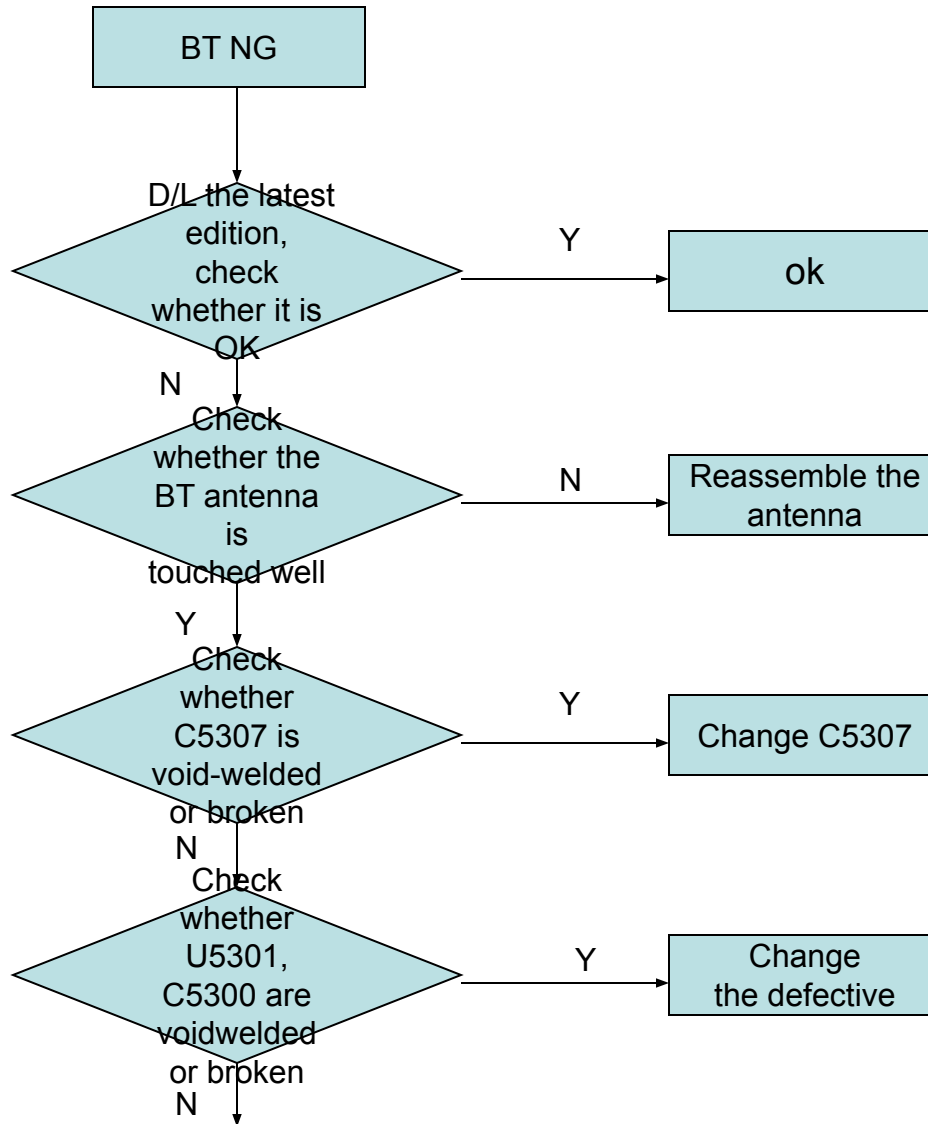 BT NG
D/L the latest
edition,
check
whether it is
OK
Y
ok
N
Check
whether the
BT antenna
is
touched well
N
Reassemble the
antenna
Y
Check
whether
C5307 is
void-welded
or broken
Y
Change C5307
N
Check
whether
U5301,
C5300 are
voidwelded
or broken
Y
Change
the defective
N